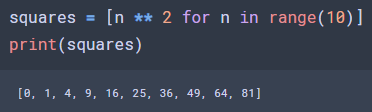 squares = [n ** 2 for n in range(10)]
print(squares)
[0, 1, 4, 9, 16, 25, 36, 49, 64, 81]